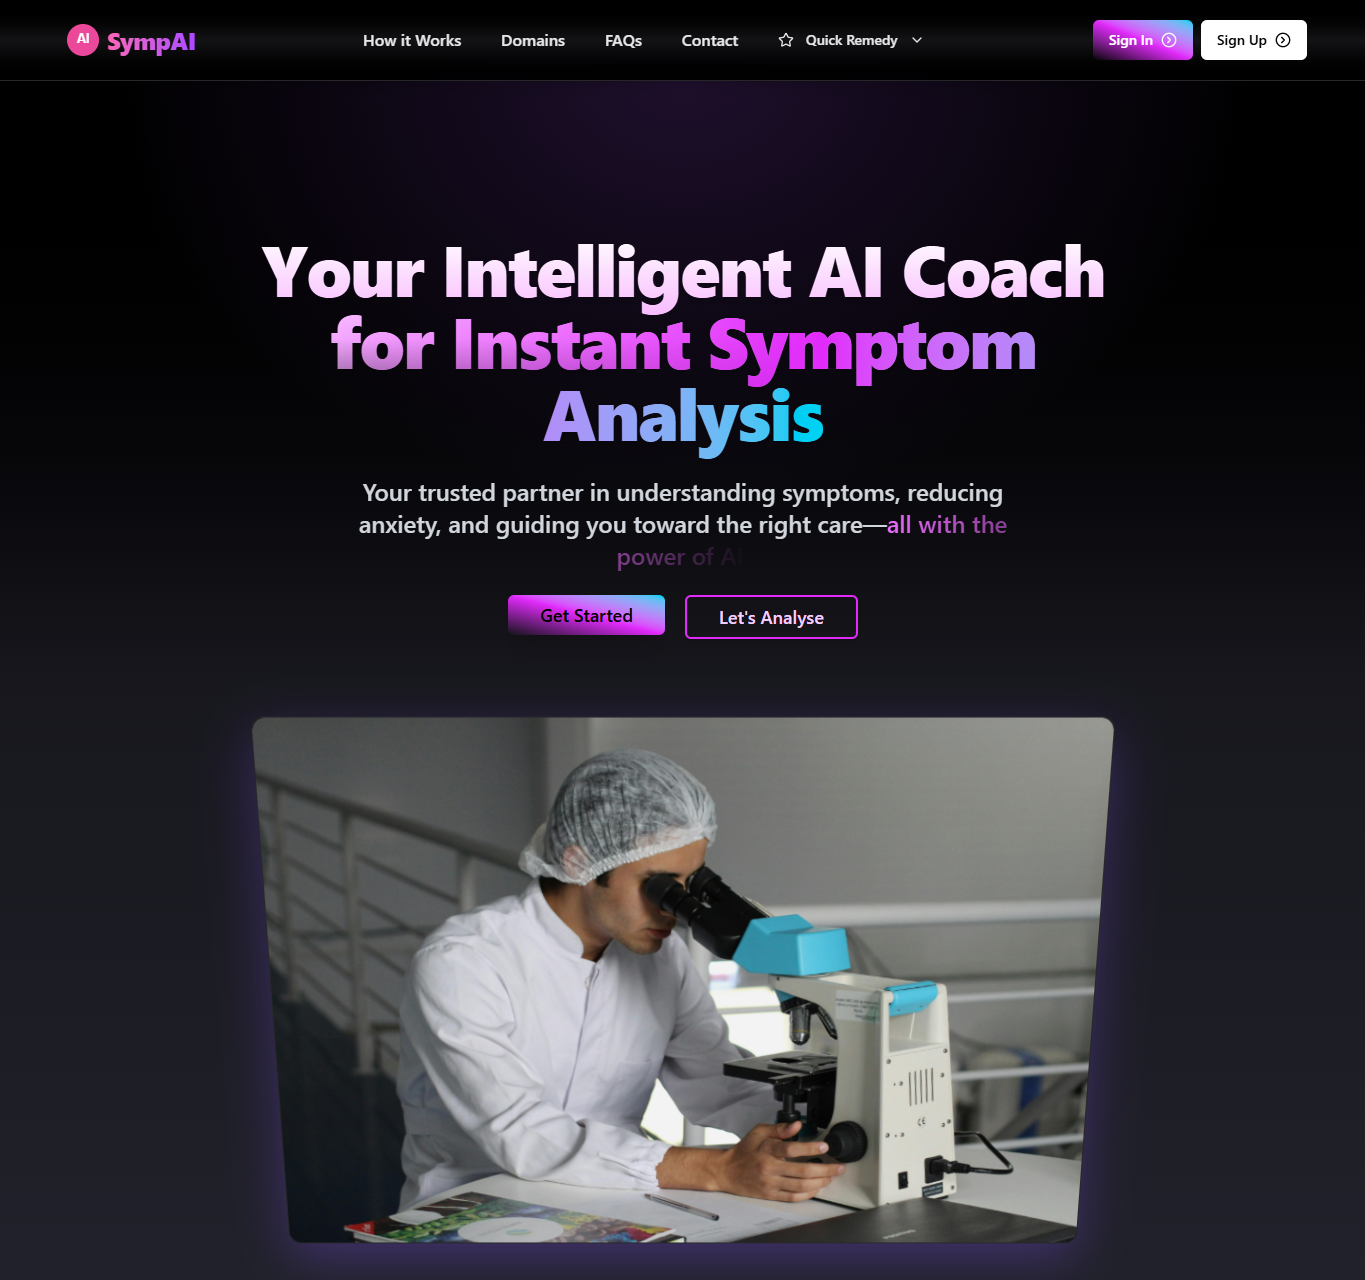 AI SympAI
How it Works
Domains
FAQs
Contact
Quick Remedy
Sign In
Sign Up
Your Intelligent AI Coach
for Instant Symptom
Analysis
Your trusted partner in understanding symptoms, reducing
anxiety, and guiding you toward the right care—all with the
power of AI
Get Started
Let's Analyse
CE